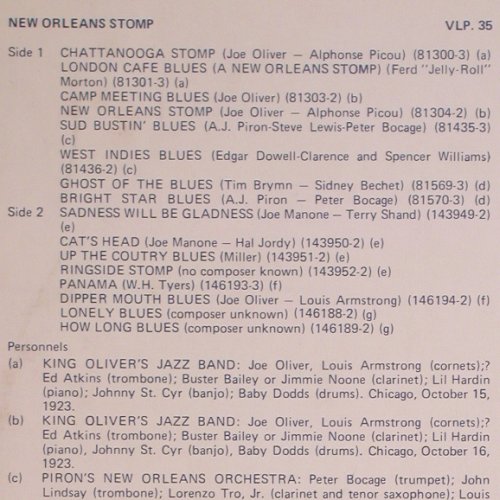 NEW ORLEANS STOMP VLP. 35
Side 1 CHATTANOOGA STOMP (Joe Oliver – Alphonse Picou) (81300-3) (a)
LONDON CAFE BLUES (A NEW ORLEANS STOMP) (Ferd "Jelly-Roll"
Morton) (81301-3) (a)
CAMP MEETING BLUES (Joe Oliver) (81303-2) (b)
NEW ORLEANS STOMP (Joe Oliver – Alphonse Picou) (81304-2) (b)
SUD BUSTIN' BLUES (A.J. Piron-Steve Lewis-Peter Bocage) (81435-3)
(c)
WEST INDIES BLUES (Edgar Dowell-Clarence and Spencer Williams)
(81436-2) (c)
GHOST OF THE BLUES (Tim Brymn – Sidney Bechet) (81569-3) (d)
BRIGHT STAR BLUES (A.J. Piron – Peter Bocage) (81570-3) (d)
Side 2 SADNESS WILL BE GLADNESS (Joe Manone – Terry Shand) (143949-2)
(e)
CAT'S HEAD (Joe Manone – Hal Jordy) (143950-2) (e)
UP THE COUTRY BLUES (Miller) (143951-2) (e)
RINGSIDE STOMP (no composer known) (143952-2) (e)
PANAMA (W.H. Tyers) (146193-3) (f)
DIPPER MOUTH BLUES (Joe Oliver – Louis Armstrong) (146194-2) (f)
LONELY BLUES (composer unknown) (146188-2) (g)
HOW LONG BLUES (composer unknown) (146189-2) (g)
Personnels
(a) KING OLIVER'S JAZZ BAND: Joe Oliver, Louis Armstrong (cornets);?
Ed Atkins (trombone); Buster Bailey or Jimmie Noone (clarinet); Lil Hardin
(piano); Johnny St. Cyr (banjo); Baby Dodds (drums). Chicago, October 15,
1923.
(b) KING OLIVER'S JAZZ BAND: Joe Oliver, Louis Armstrong (cornets);?
Ed Atkins (trombone); Buster Bailey or Jimmie Noone (clarinet); Lil Hardin
(piano), Johnny St. Cyr (banjo), Baby Dodds (drums). Chicago, October 16,
1923.
(c) PIRON'S NEW ORLEANS ORCHESTRA: Peter Bocage (trumpet); John
Lindsay (trombone); Lorenzo Tro, Jr. (clarinet and tenor saxophone); Louis